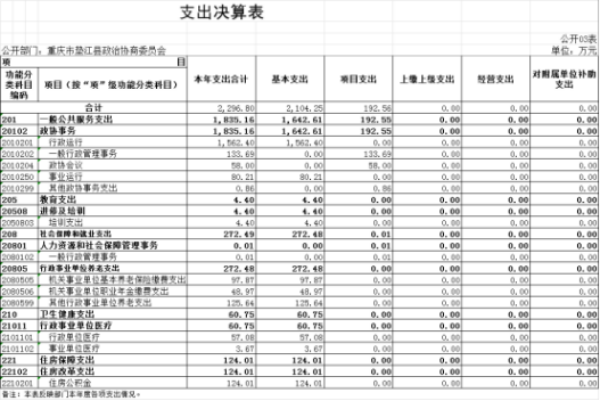 支出决算表
公开03表
公开部门：重庆市垫江县政治协商委员会 单位：万元
项 目 本年支出合计 基本支出 项目支出 上缴上级支出 经营支出 对附属单位补助支出
功能分类科目编码 项目（按“项”级功能分类科目）
合计 2,296.80 2,104.25 192.56 0.00 0.00 0.00
201 一般公共服务支出 1,835.16 1,642.61 192.55 0.00 0.00 0.00
20102 政协事务 1,835.16 1,642.61 192.55 0.00 0.00 0.00
2010201 行政运行 1,562.40 1,562.40 0.00 0.00 0.00 0.00
2010202 一般行政管理事务 133.69 0.00 133.69 0.00 0.00 0.00
2010204 政协会议 58.00 0.00 58.00 0.00 0.00 0.00
2010250 事业运行 80.21 80.21 0.00 0.00 0.00 0.00
2010299 其他政协事务支出 0.86 0.00 0.86 0.00 0.00 0.00
205 教育支出 4.40 4.40 0.00 0.00 0.00 0.00
20508 进修及培训 4.40 4.40 0.00 0.00 0.00 0.00
2050803 培训支出 4.40 4.40 0.00 0.00 0.00 0.00
208 社会保障和就业支出 272.49 272.48 0.01 0.00 0.00 0.00
20801 人力资源和社会保障管理事务 0.01 0.00 0.01 0.00 0.00 0.00
2080102 一般行政管理事务 0.01 0.00 0.01 0.00 0.00 0.00
20805 行政事业单位养老支出 272.48 272.48 0.00 0.00 0.00 0.00
2080505 机关事业单位基本养老保险缴费支出 97.87 97.87 0.00 0.00 0.00 0.00
2080506 机关事业单位职业年金缴费支出 48.97 48.97 0.00 0.00 0.00 0.00
2080599 其他行政事业单位养老支出 125.64 125.64 0.00 0.00 0.00 0.00
210 卫生健康支出 60.75 60.75 0.00 0.00 0.00 0.00
21011 行政事业单位医疗 60.75 60.75 0.00 0.00 0.00 0.00
2101101 行政单位医疗 57.08 57.08 0.00 0.00 0.00 0.00
2101102 事业单位医疗 3.67 3.67 0.00 0.00 0.00 0.00
221 住房保障支出 124.01 124.01 0.00 0.00 0.00 0.00
22102 住房改革支出 124.01 124.01 0.00 0.00 0.00 0.00
2210201 住房公积金 124.01 124.01 0.00 0.00 0.00 0.00
备注：本表反映部门本年度各项支出情况。